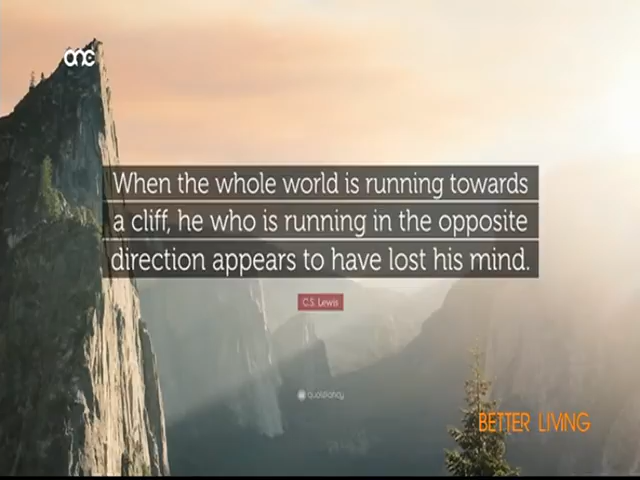 one
When the whole world is running towards
a cliff, he who is running in the opposite
direction appears to have lost his mind.
C.S. Lewis
quotefancy
BETTER LIVING